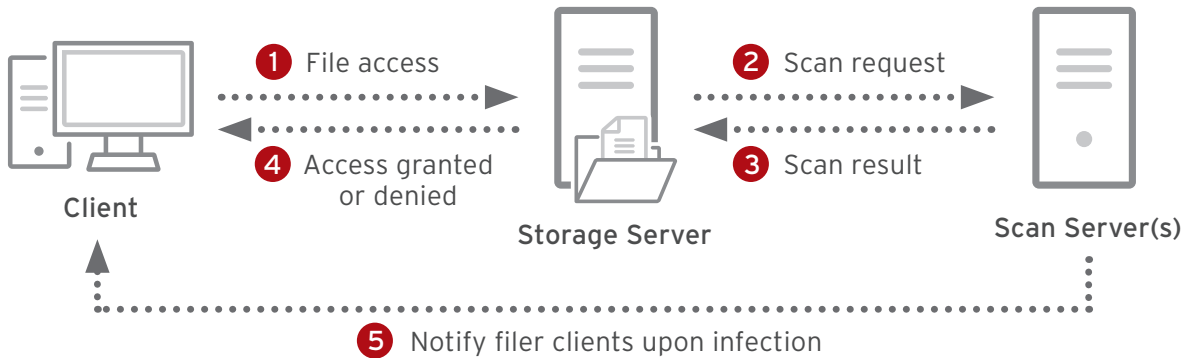 1 File access
2 Scan request
4 Access granted
or denied
3 Scan result
Client
Storage Server
Scan Server(s)
5 Notify filer clients upon infection